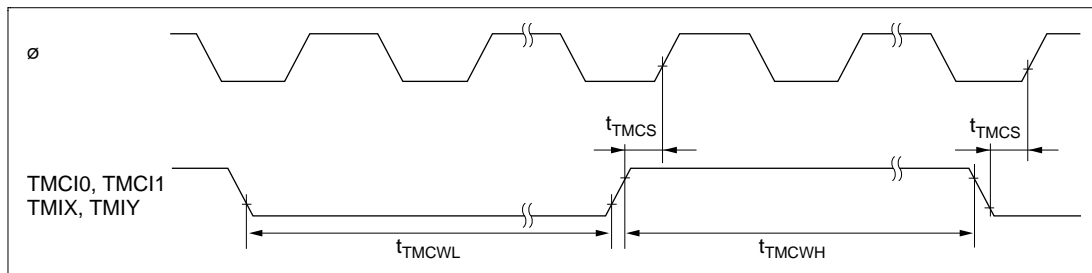 ø
tTMCS
tTMCS
TMCI0, TMCI1
TMIX, TMIY
tTMCWL
tTMCWH